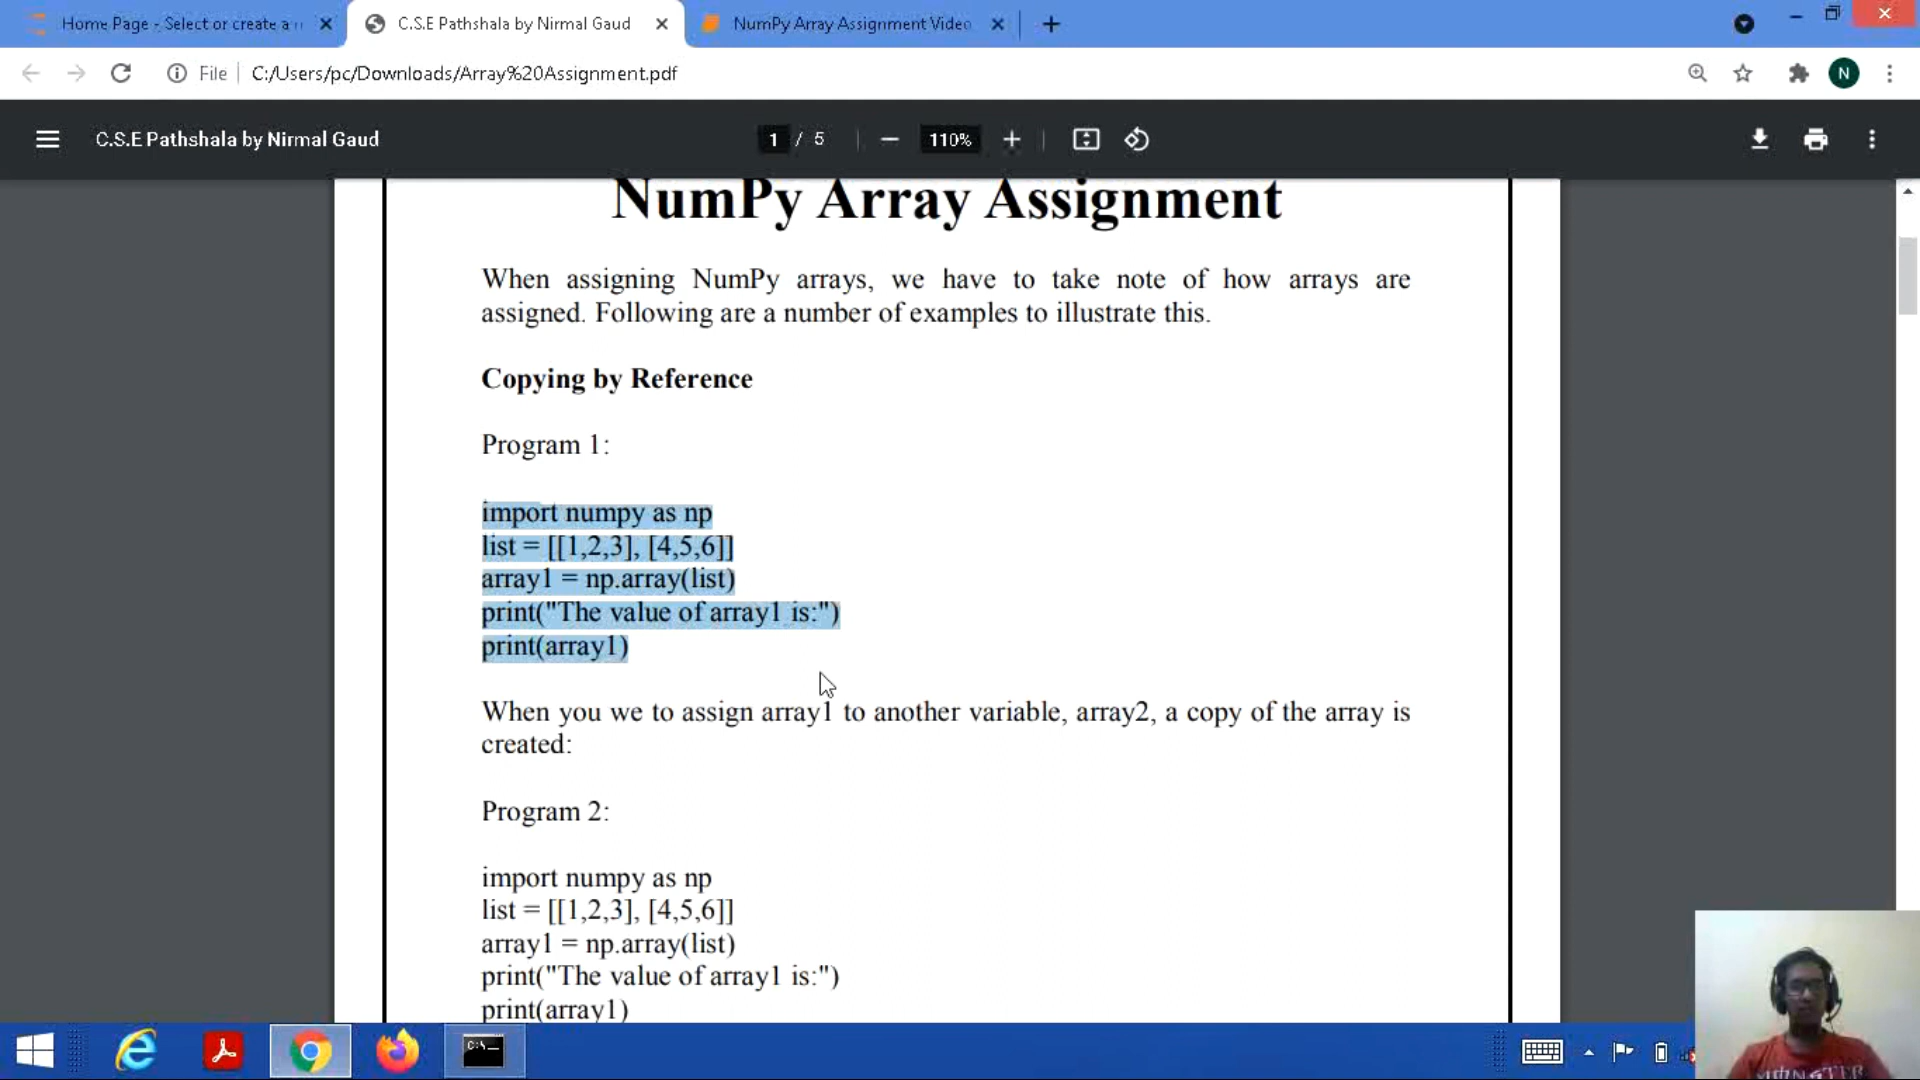 Home Page - Select or create a n
C.S.E Pathshala by Nirmal Gaud
NumPy Array Assignment Video
File
C:/Users/pc/Downloads/Array%20Assignment.pdf
N
C.S.E Pathshala by Nirmal Gaud
1 / 5
110%
NumPy Array Assignment
When assigning NumPy arrays, we have to take note of how arrays are
assigned. Following are a number of examples to illustrate this.
Copying by Reference
Program 1:
import numpy as np
list = [[1,2,3], [4,5,6]]
array1 = np.array(list)
print("The value of array1 is:")
print(array1)
When you we to assign array1 to another variable, array2, a copy of the array is
created:
Program 2:
import numpy as np
list = [[1,2,3], [4,5,6]]
array1 = np.array(list)
print("The value of array1 is:")
print(array1)
C:\_